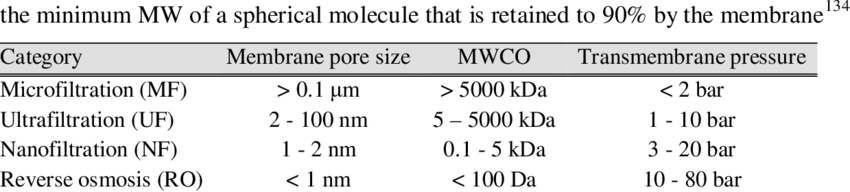 the minimum MW of a spherical molecule that is retained to 90% by the membrane134
Category Membrane pore size MWCO Transmembrane pressure
Microfiltration (MF) > 0.1 μm > 5000 kDa < 2 bar
Ultrafiltration (UF) 2 - 100 nm 5 – 5000 kDa 1 - 10 bar
Nanofiltration (NF) 1 - 2 nm 0.1 - 5 kDa 3 - 20 bar
Reverse osmosis (RO) < 1 nm < 100 Da 10 - 80 bar